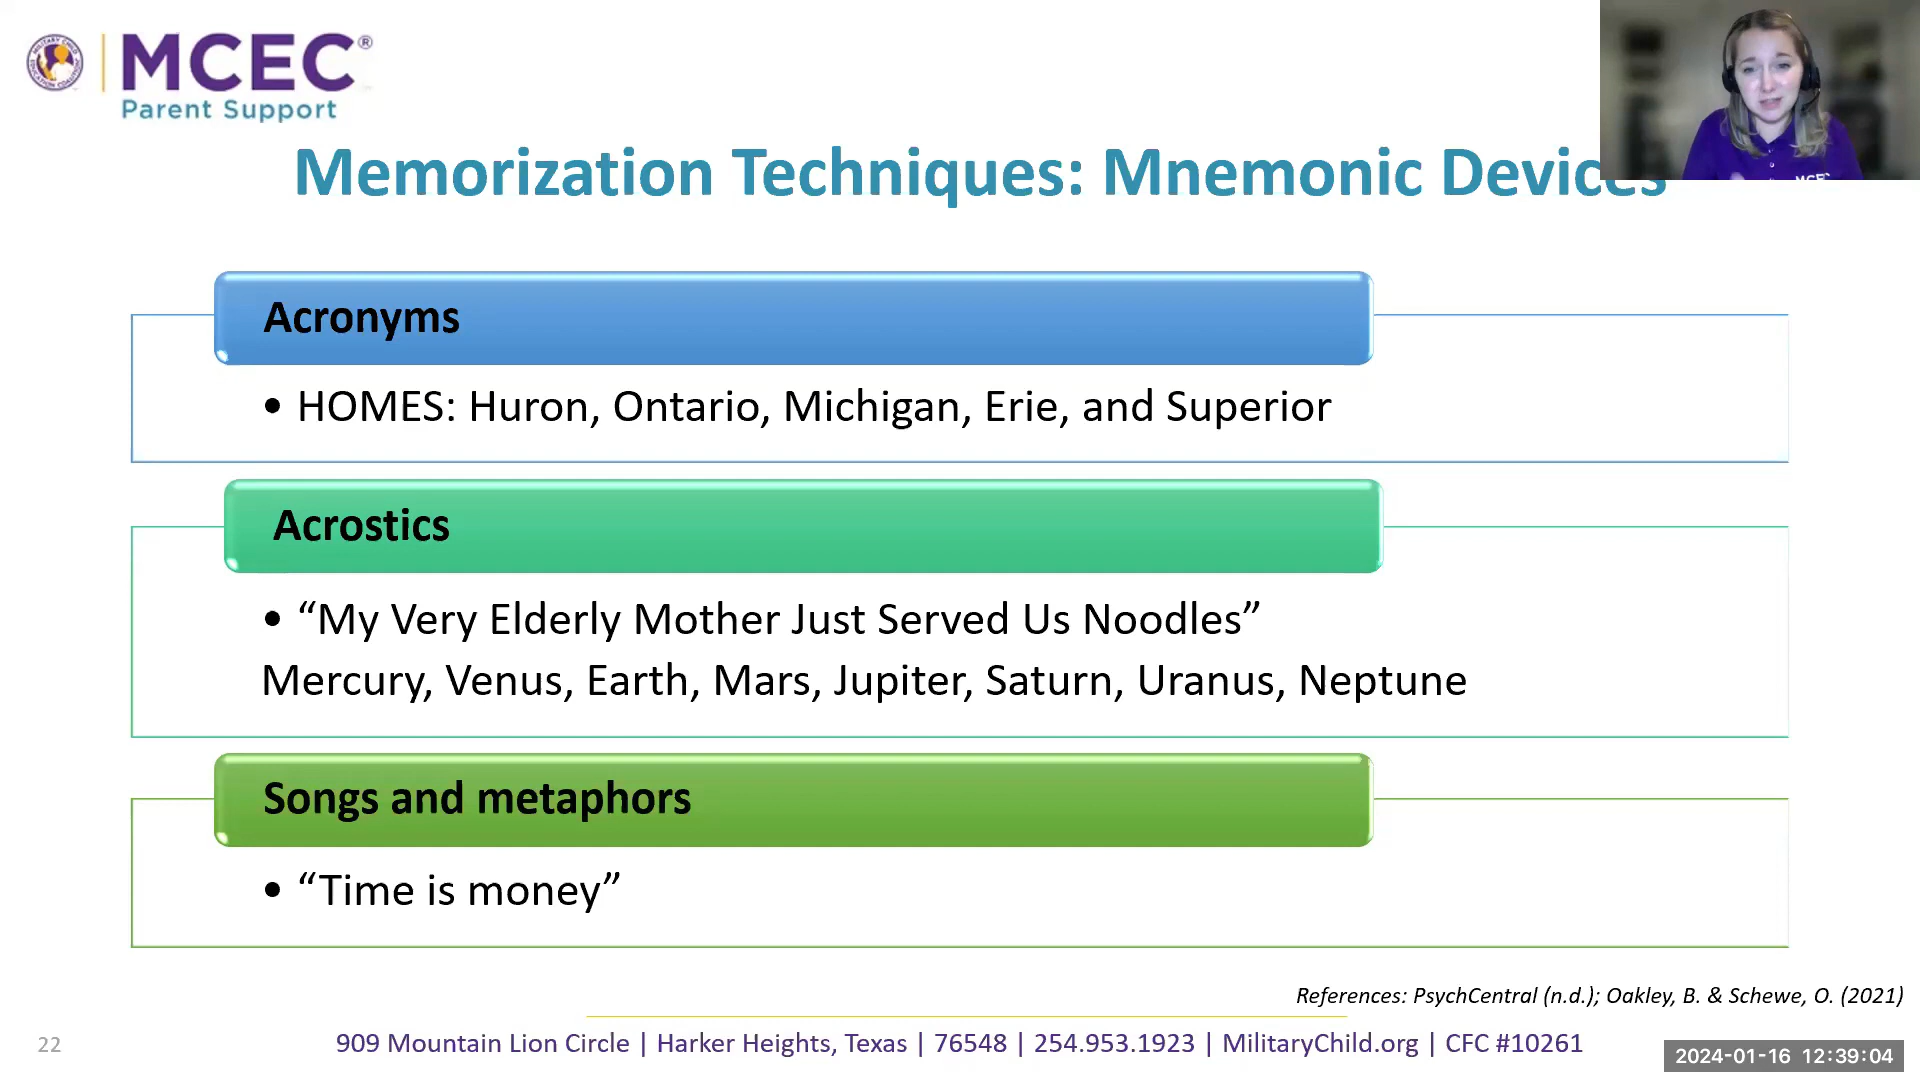 MCEC®
Parent Support
Memorization Techniques: Mnemonic Devices
Acronyms
• HOMES: Huron, Ontario, Michigan, Erie, and Superior
Acrostics
• “My Very Elderly Mother Just Served Us Noodles”
Mercury, Venus, Earth, Mars, Jupiter, Saturn, Uranus, Neptune
Songs and metaphors
• “Time is money”
References: PsychCentral (n.d.); Oakley, B. & Schewe, O. (2021)
22
909 Mountain Lion Circle | Harker Heights, Texas | 76548 | 254.953.1923 | MilitaryChild.org | CFC #10261
2024-01-16 12:39:04